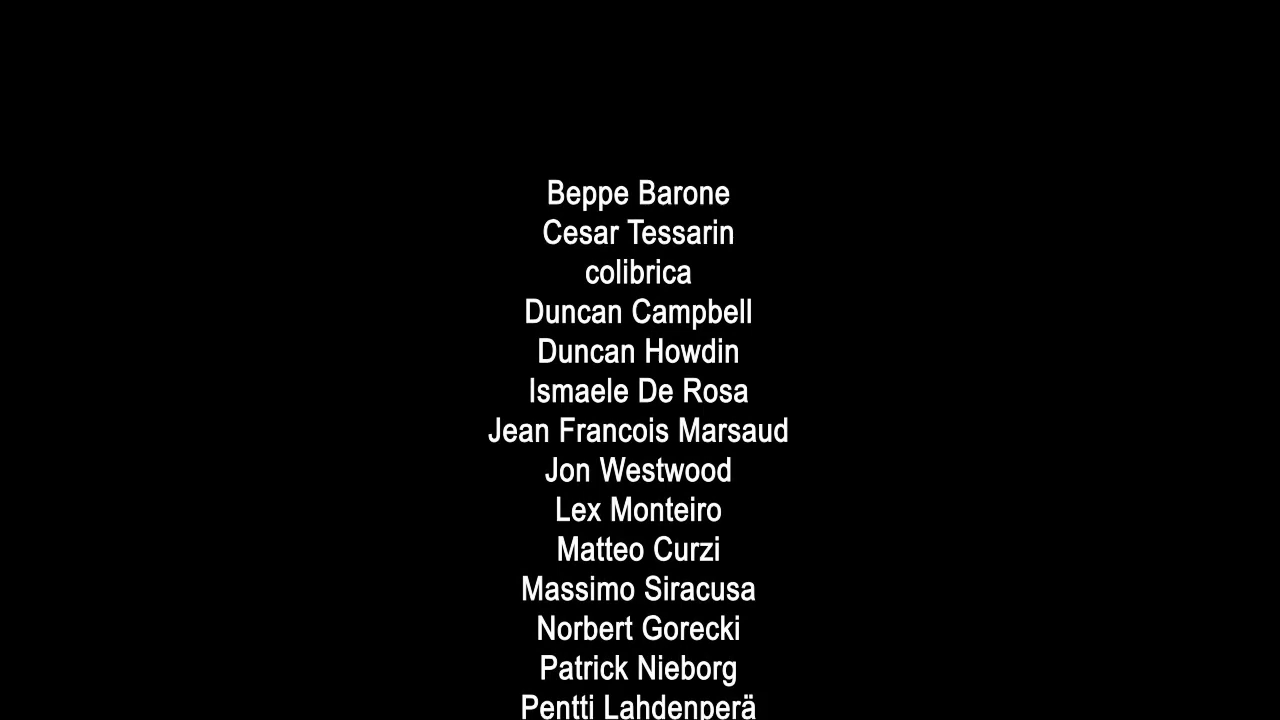 Beppe Barone
Cesar Tessarin
colibrica
Duncan Campbell
Duncan Howdin
Ismaele De Rosa
Jean Francois Marsaud
Jon Westwood
Lex Monteiro
Matteo Curzi
Massimo Siracusa
Norbert Gorecki
Patrick Nieborg
Pentti Lahdenperä